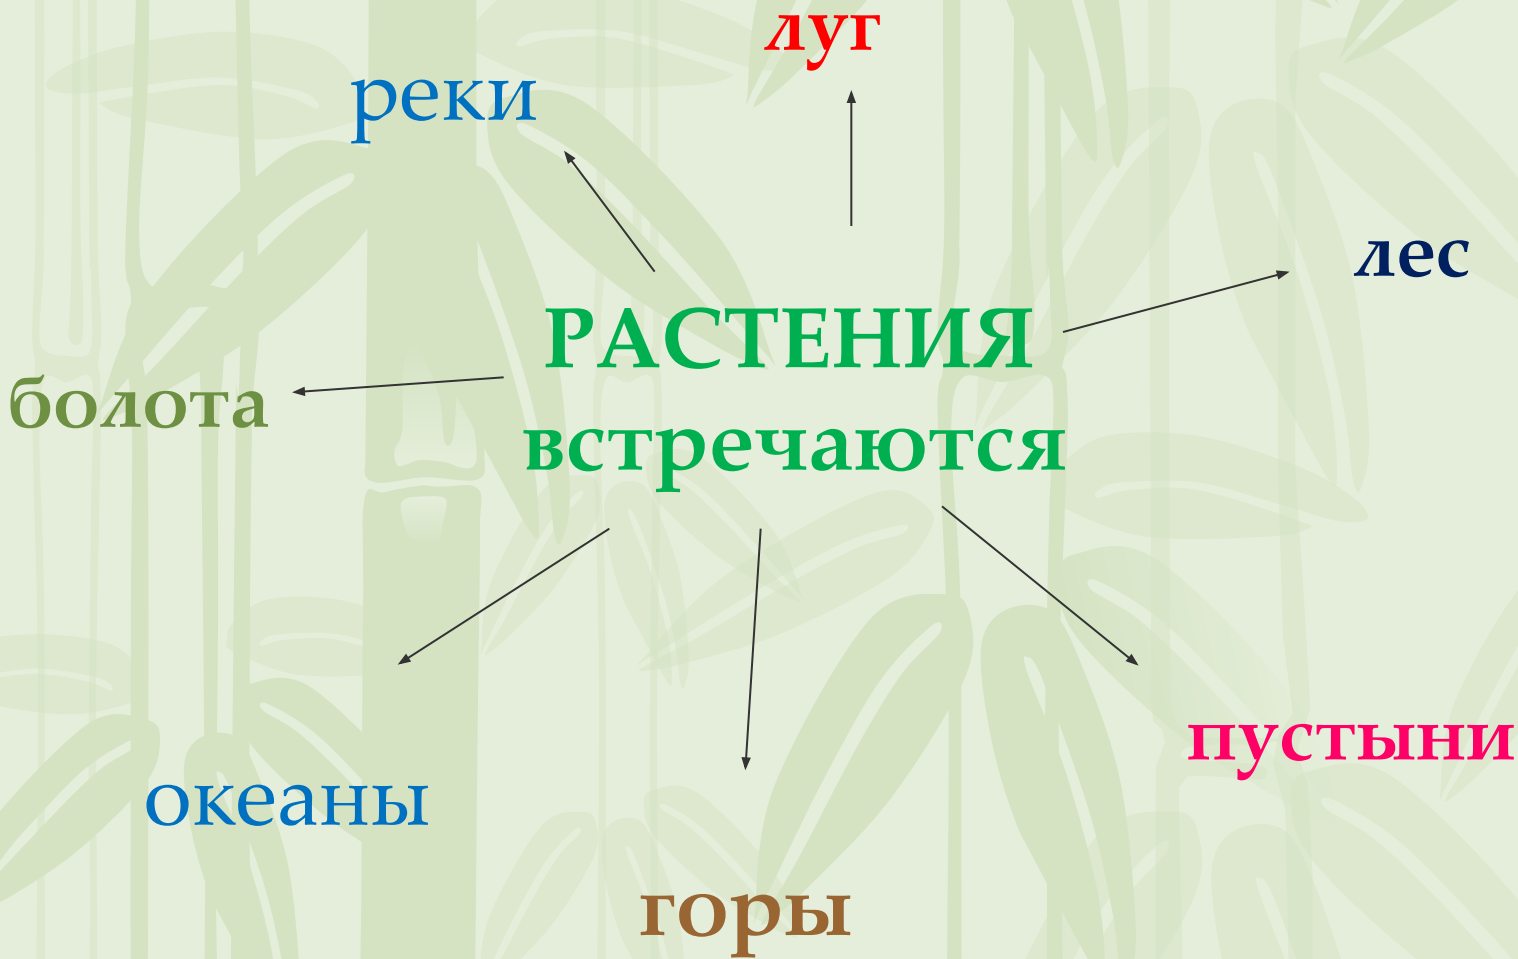 луг
реки
лес
РАСТЕНИЯ
встречаются
болота
пустыни
океаны
горы